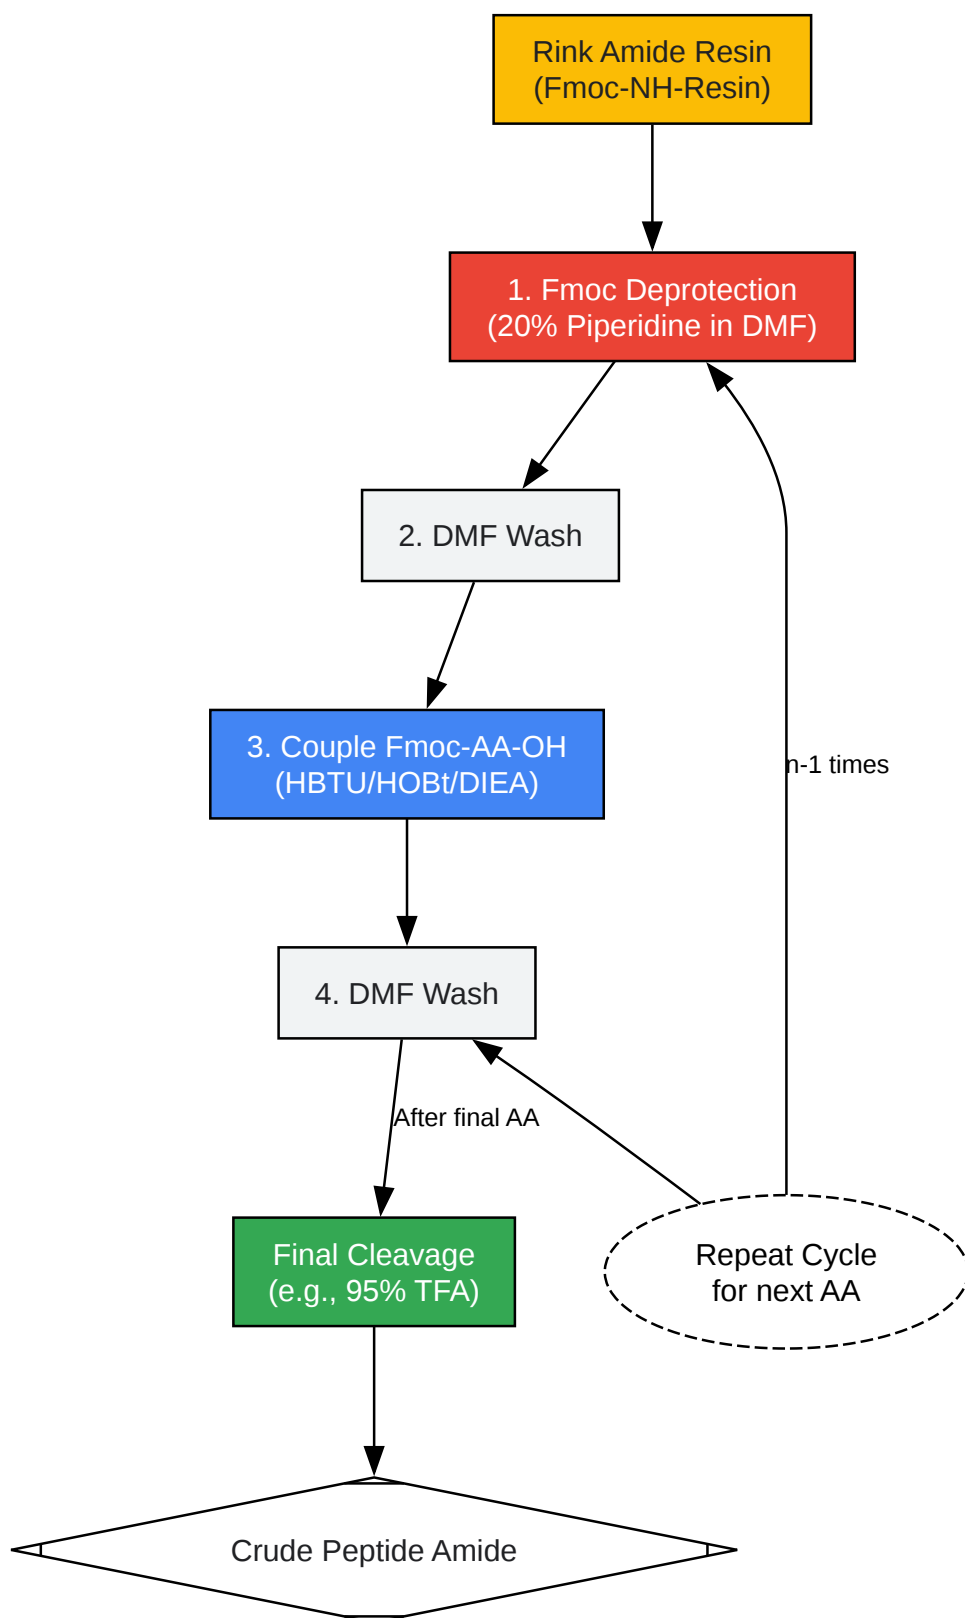 Rink Amide Resin
(Fmoc-NH-Resin)
1. Fmoc Deprotection
(20% Piperidine in DMF)
2. DMF Wash
3. Couple Fmoc-AA-OH
(HBTU/HOBt/DIEA)
n-1 times
4. DMF Wash
After final AA
Final Cleavage
(e.g., 95% TFA)
Repeat Cycle
for next AA
Crude Peptide Amide